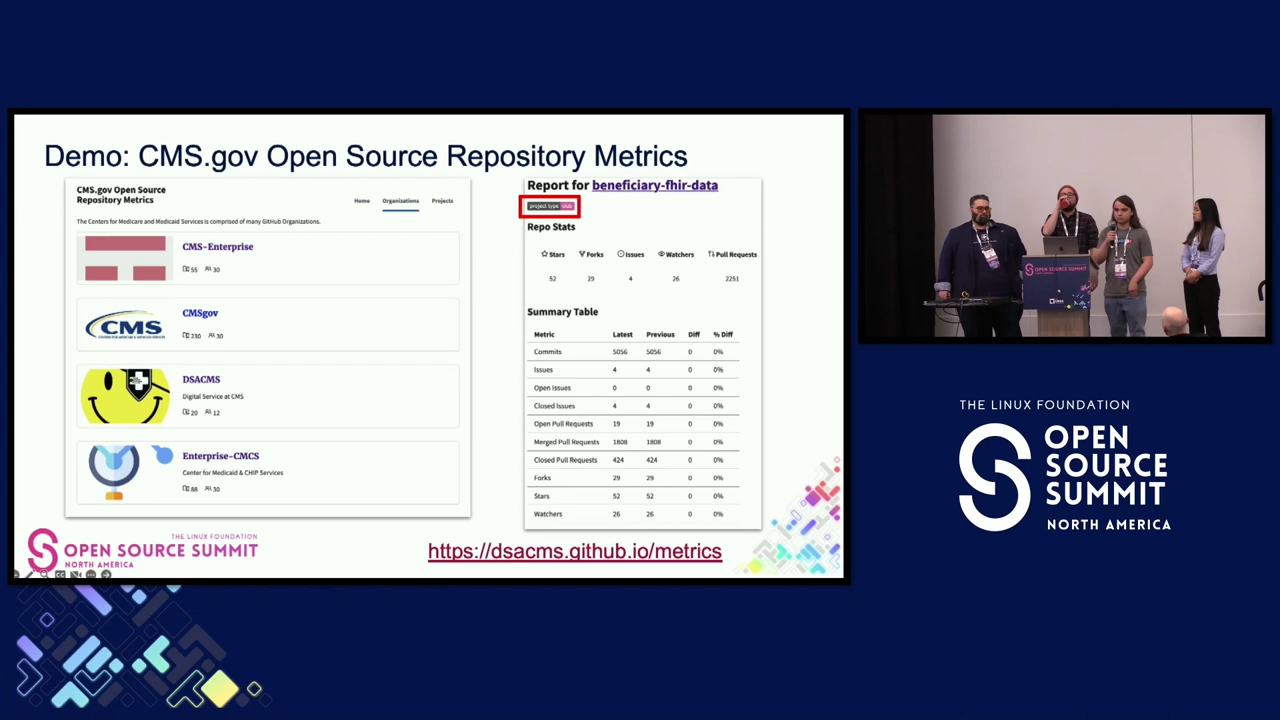 Demo: CMS.gov Open Source Repository Metrics
CMS.gov Open Source
Repository Metrics
Home Organizations Projects
The Centers for Medicare and Medicaid Services is comprised of many GitHub Organizations.
CMS-Enterprise
55 30
CMS
CMSgov
230 30
DSACMS
Digital Service at CMS
20 12
Enterprise-CMCS
Center for Medicaid & CHIP Services
88 30
Report for beneficiary-fhir-data
project type club
Repo Stats
Stars Forks Issues Watchers Pull Requests
52 29 4 26 2251
Summary Table
Metric Latest Previous Diff % Diff
Commits 5056 5056 0 0%
Issues 4 4 0 0%
Open Issues 0 0 0 0%
Closed Issues 4 4 0 0%
Open Pull Requests 19 19 0 0%
Merged Pull Requests 1808 1808 0 0%
Closed Pull Requests 424 424 0 0%
Forks 29 29 0 0%
Stars 52 52 0 0%
Watchers 26 26 0 0%
THE LINUX FOUNDATION
OPEN SOURCE SUMMIT
NORTH AMERICA
https://dsacms.github.io/metrics
OPEN SOURCE SUMMIT
THE LINUX FOUNDATION
OPEN
SOURCE
SUMMIT
NORTH AMERICA